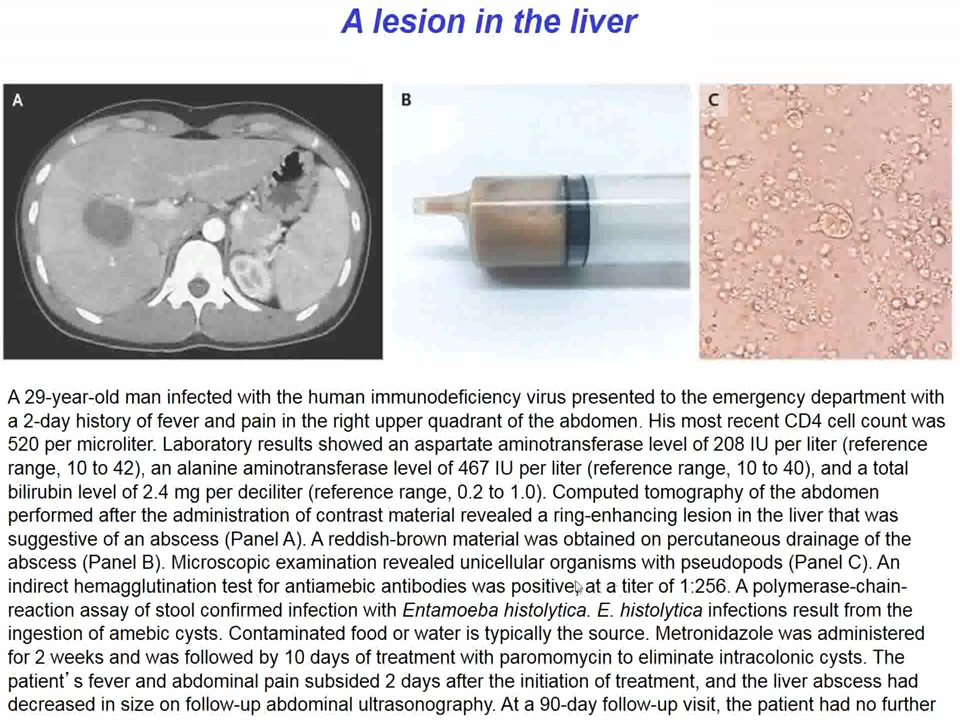 A lesion in the liver
A
B
C
A 29-year-old man infected with the human immunodeficiency virus presented to the emergency department with
a 2-day history of fever and pain in the right upper quadrant of the abdomen. His most recent CD4 cell count was
520 per microliter. Laboratory results showed an aspartate aminotransferase level of 208 IU per liter (reference
range, 10 to 42), an alanine aminotransferase level of 467 IU per liter (reference range, 10 to 40), and a total
bilirubin level of 2.4 mg per deciliter (reference range, 0.2 to 1.0). Computed tomography of the abdomen
performed after the administration of contrast material revealed a ring-enhancing lesion in the liver that was
suggestive of an abscess (Panel A). A reddish-brown material was obtained on percutaneous drainage of the
abscess (Panel B). Microscopic examination revealed unicellular organisms with pseudopods (Panel C). An
indirect hemagglutination test for antiamebic antibodies was positive, at a titer of 1:256. A polymerase-chain-
reaction assay of stool confirmed infection with Entamoeba histolytica. E. histolytica infections result from the
ingestion of amebic cysts. Contaminated food or water is typically the source. Metronidazole was administered
for 2 weeks and was followed by 10 days of treatment with paromomycin to eliminate intracolonic cysts. The
patient’s fever and abdominal pain subsided 2 days after the initiation of treatment, and the liver abscess had
decreased in size on follow-up abdominal ultrasonography. At a 90-day follow-up visit, the patient had no further